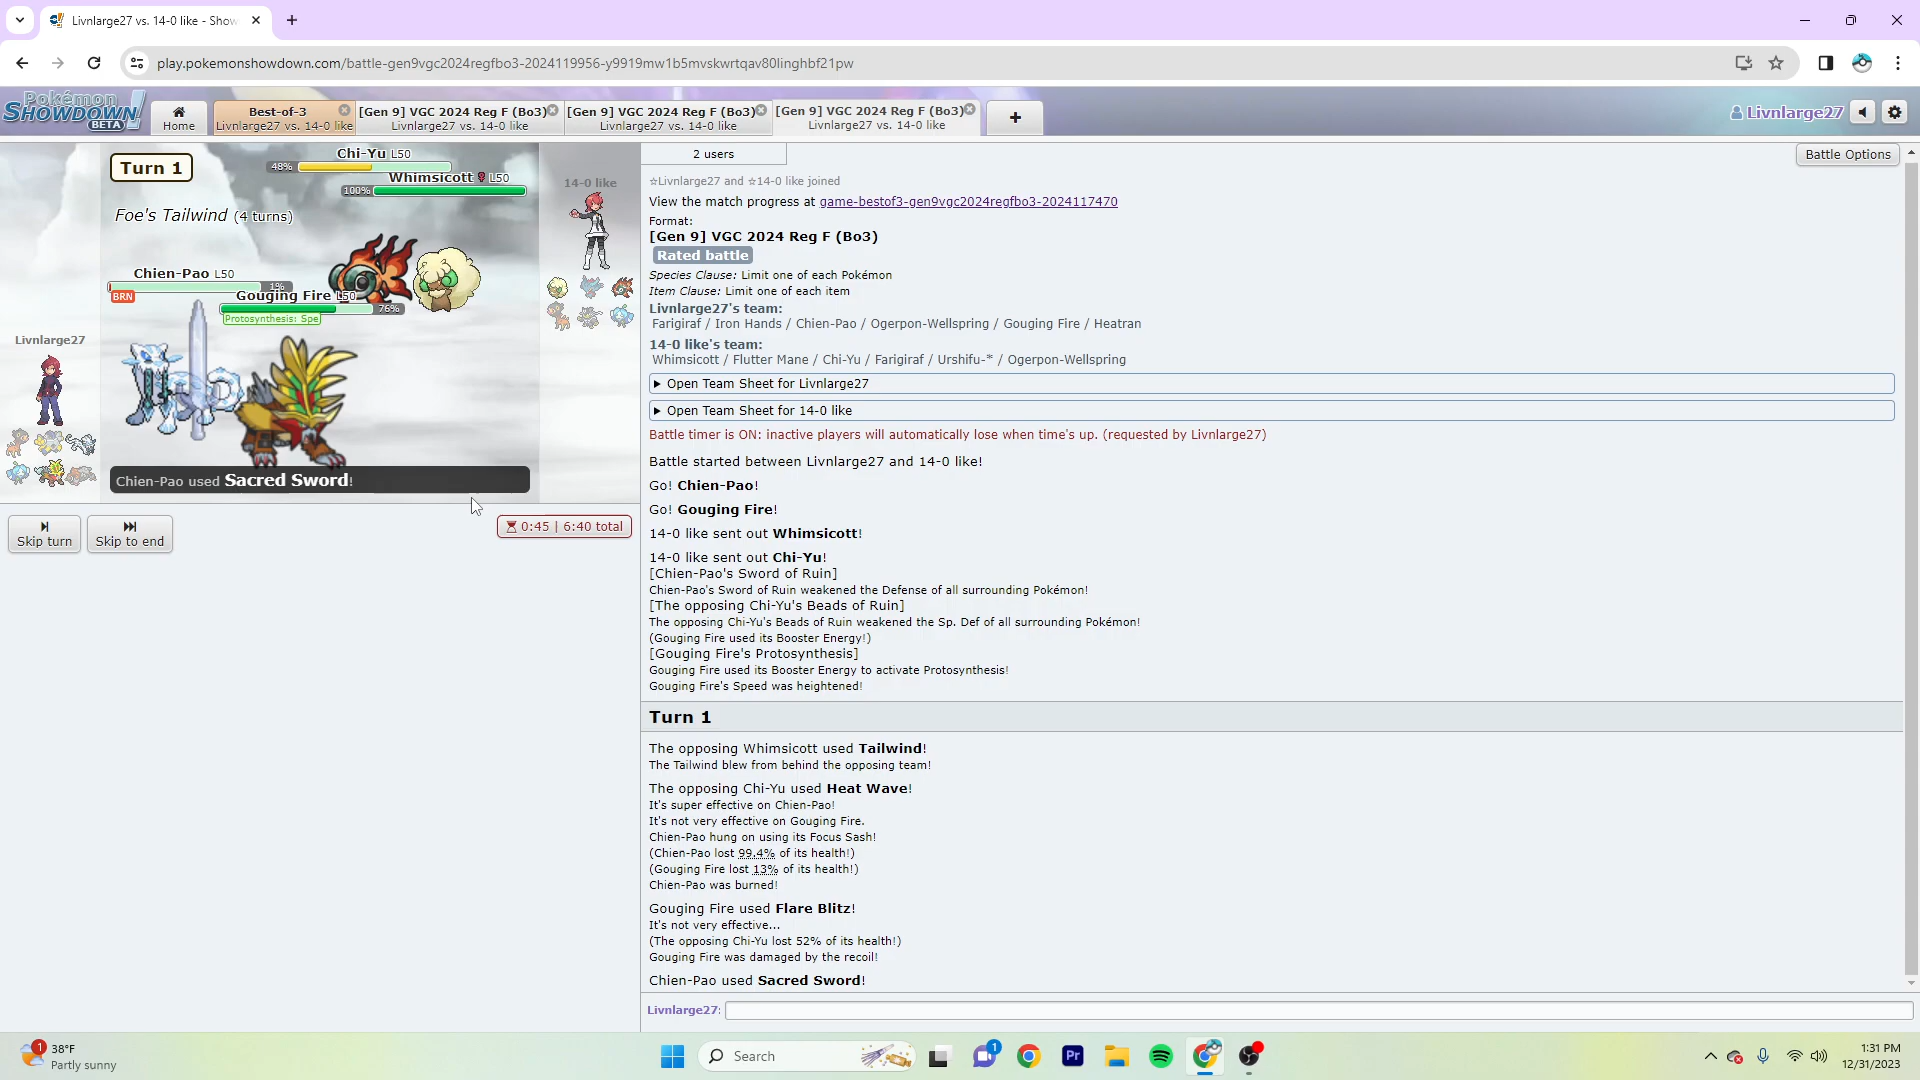 Livnlarge27 vs. 14-0 like - Show
play.pokemonshowdown.com/battle-gen9vgc2024regfbo3-2024119956-y9919mw1b5mvskwrtqav80linghbf21pw
Pokémon
SHOWDOWN!
BETA
Home
Best-of-3
Livnlarge27 vs. 14-0 like
[Gen 9] VGC 2024 Reg F (Bo3)
Livnlarge27 vs. 14-0 like
[Gen 9] VGC 2024 Reg F (Bo3)
Livnlarge27 vs. 14-0 like
[Gen 9] VGC 2024 Reg F (Bo3)
Livnlarge27 vs. 14-0 like
Livnlarge27
Turn 1
Chi-Yu L50
48%
Whimsicott L50
100%
Foe's Tailwind (4 turns)
Chien-Pao L50
1%
BRN
Gouging Fire L50
76%
Protosynthesis: Spe
14-0 like
Livnlarge27
Chien-Pao used Sacred Sword!
Skip turn
Skip to end
0:45 | 6:40 total
2 users
Battle Options
☆Livnlarge27 and ☆14-0 like joined
View the match progress at game-bestof3-gen9vgc2024regfbo3-2024117470
Format:
[Gen 9] VGC 2024 Reg F (Bo3)
Rated battle
Species Clause: Limit one of each Pokémon
Item Clause: Limit one of each item
Livnlarge27's team:
Farigiraf / Iron Hands / Chien-Pao / Ogerpon-Wellspring / Gouging Fire / Heatran
14-0 like's team:
Whimsicott / Flutter Mane / Chi-Yu / Farigiraf / Urshifu-* / Ogerpon-Wellspring
▶ Open Team Sheet for Livnlarge27
▶ Open Team Sheet for 14-0 like
Battle timer is ON: inactive players will automatically lose when time's up. (requested by Livnlarge27)
Battle started between Livnlarge27 and 14-0 like!
Go! Chien-Pao!
Go! Gouging Fire!
14-0 like sent out Whimsicott!
14-0 like sent out Chi-Yu!
[Chien-Pao's Sword of Ruin]
Chien-Pao's Sword of Ruin weakened the Defense of all surrounding Pokémon!
[The opposing Chi-Yu's Beads of Ruin]
The opposing Chi-Yu's Beads of Ruin weakened the Sp. Def of all surrounding Pokémon!
(Gouging Fire used its Booster Energy!)
[Gouging Fire's Protosynthesis]
Gouging Fire used its Booster Energy to activate Protosynthesis!
Gouging Fire's Speed was heightened!
Turn 1
The opposing Whimsicott used Tailwind!
The Tailwind blew from behind the opposing team!
The opposing Chi-Yu used Heat Wave!
It's super effective on Chien-Pao!
It's not very effective on Gouging Fire.
Chien-Pao hung on using its Focus Sash!
(Chien-Pao lost 99.4% of its health!)
(Gouging Fire lost 13% of its health!)
Chien-Pao was burned!
Gouging Fire used Flare Blitz!
It's not very effective...
(The opposing Chi-Yu lost 52% of its health!)
Gouging Fire was damaged by the recoil!
Chien-Pao used Sacred Sword!
Livnlarge27:
1
38°F
Partly sunny
Search
1
Pr
1:31 PM
12/31/2023